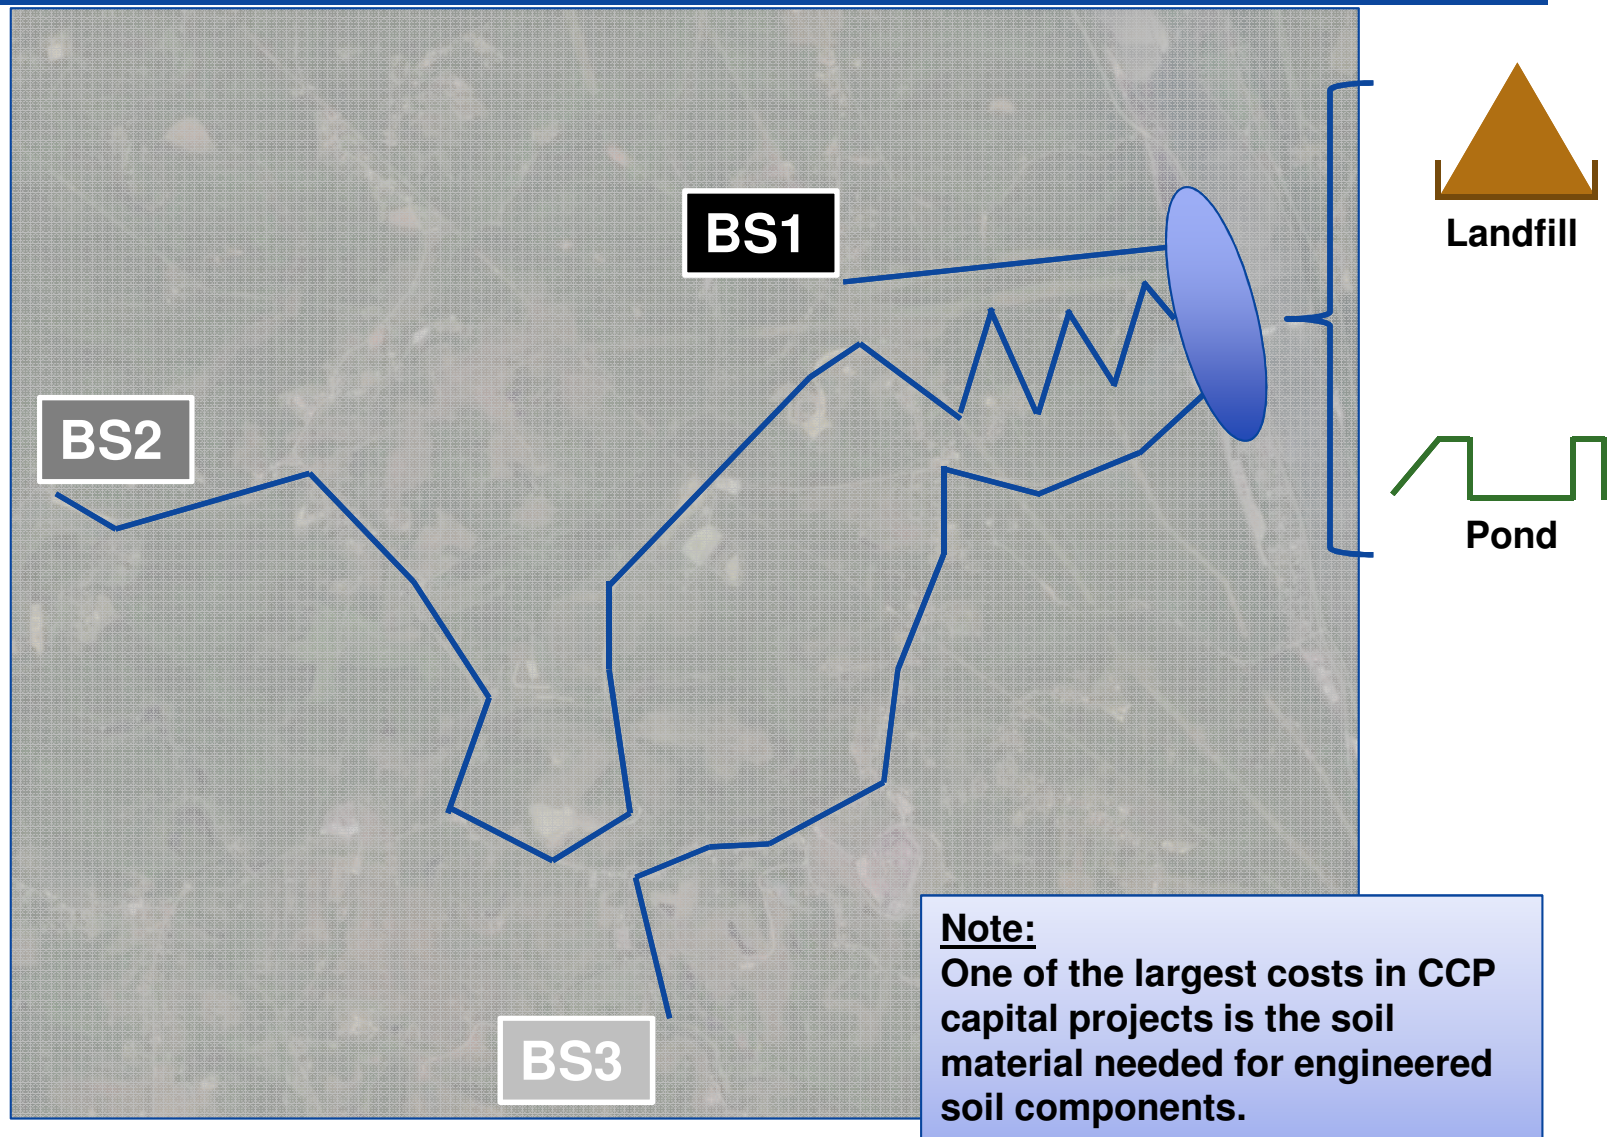 BS1
Landfill
BS2
Pond
BS3
Note:
One of the largest costs in CCP
capital projects is the soil
material needed for engineered
soil components.